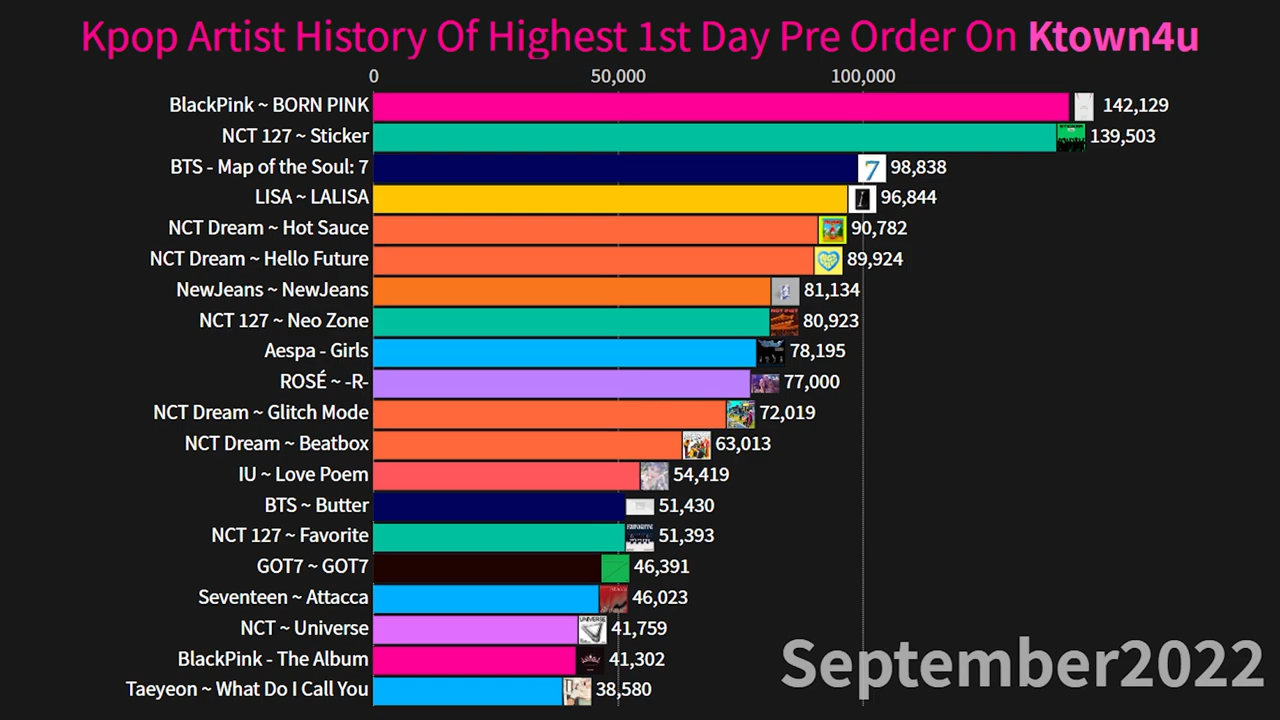 Kpop Artist History Of Highest 1st Day Pre Order On Ktown4u
0 50,000 100,000
BlackPink ~ BORN PINK 142,129
NCT 127 ~ Sticker 139,503
BTS - Map of the Soul: 7 7 98,838
LISA ~ LALISA 96,844
NCT Dream ~ Hot Sauce 90,782
NCT Dream ~ Hello Future 89,924
NewJeans ~ NewJeans 81,134
NCT 127 ~ Neo Zone 80,923
Aespa - Girls 78,195
ROSÉ ~ -R- 77,000
NCT Dream ~ Glitch Mode 72,019
NCT Dream ~ Beatbox 63,013
IU ~ Love Poem 54,419
BTS ~ Butter 51,430
NCT 127 ~ Favorite FAVORITE 51,393
GOT7 ~ GOT7 46,391
Seventeen ~ Attacca 46,023
NCT ~ Universe UNIVERSE 41,759
BlackPink - The Album 41,302
Taeyeon ~ What Do I Call You 38,580
September2022